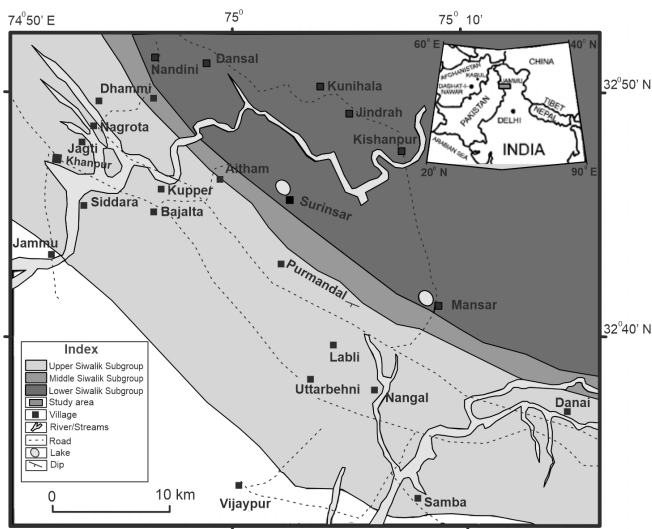 74°50' E
75°
75° 10'
60° E
40° N
CHINA
AFGHANISTAN
KABUL
JAMMU
DASHAT-I-
NAWAR
PAKISTAN
TIBET
NEPAL
DELHI
ARABIAN SEA
INDIA
20° N
90° E
32°50' N
Nandini
Dansal
Dhammi
Kunihala
Jindrah
Nagrota
Kishanpur
Jagti
Khanpur
Aitham
Kupper
Siddara
Surinsar
Bajalta
Jammu
Purmandal
Mansar
32°40' N
Labli
Uttarbehni
Nangal
Danai
Vijaypur
Samba
Index
Upper Siwalik Subgroup
Middle Siwalik Subgroup
Lower Siwalik Subgroup
Study area
Village
River/Streams
Road
Lake
Dip
0 10 km